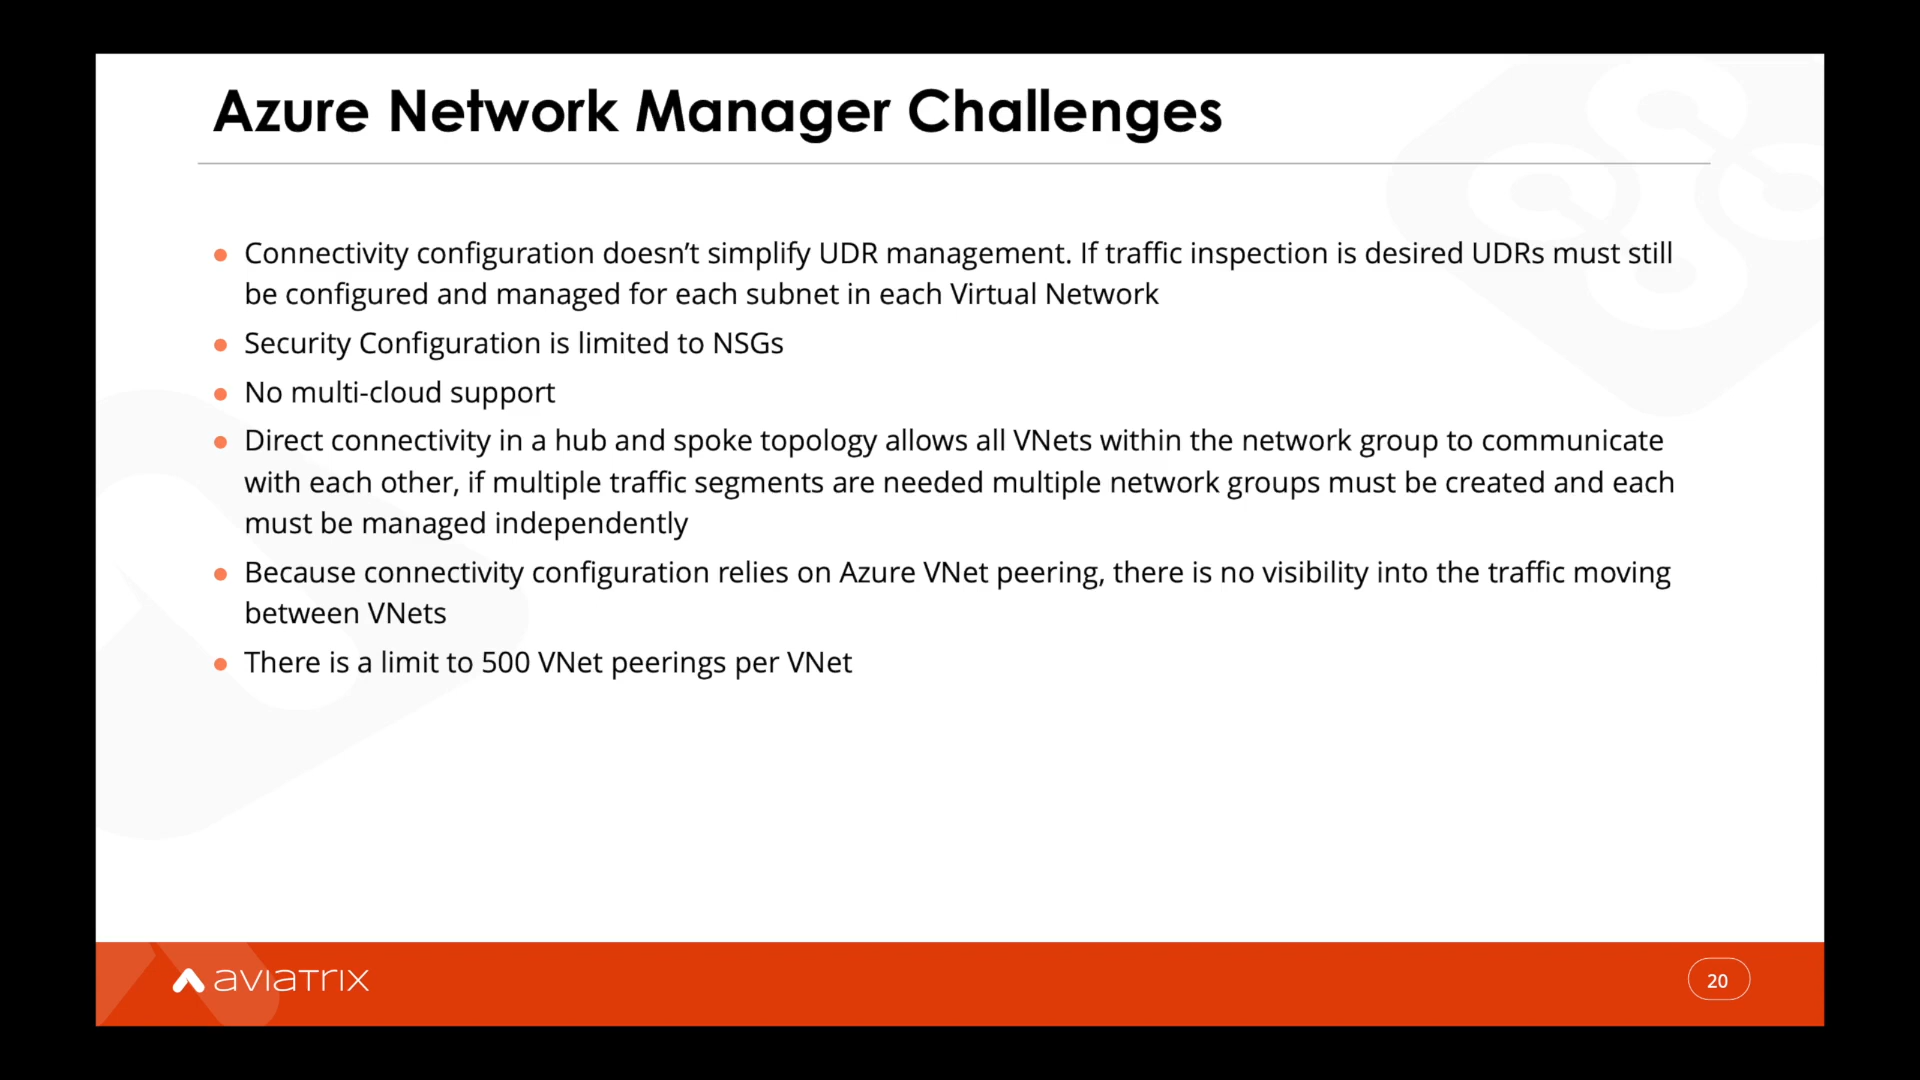 Azure Network Manager Challenges
● Connectivity configuration doesn’t simplify UDR management. If traffic inspection is desired UDRs must still
be configured and managed for each subnet in each Virtual Network
● Security Configuration is limited to NSGs
● No multi-cloud support
● Direct connectivity in a hub and spoke topology allows all VNets within the network group to communicate
with each other, if multiple traffic segments are needed multiple network groups must be created and each
must be managed independently
● Because connectivity configuration relies on Azure VNet peering, there is no visibility into the traffic moving
between VNets
● There is a limit to 500 VNet peerings per VNet
aviatrix
20